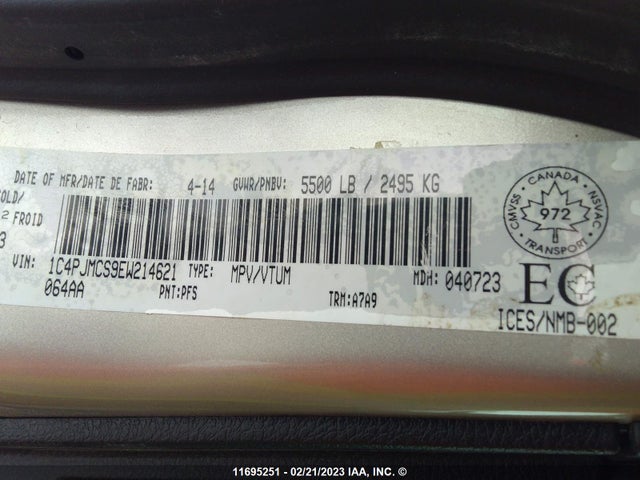 DATE OF MFR/DATE DE FABR: 4-14 GVWR/PNBV: 5500 LB / 2495 KG
OLD/
2 FROID
3
VIN: 1C4PJMCS9EW214621 TYPE: MPV/VTUM MDH: 040723
064AA PNT:PFS TRM:A7A9
CMVSS • CANADA • NSVAC
972
• TRANSPORT •
EC
ICES/NMB-002
11695251 - 02/21/2023 IAA, INC. ©